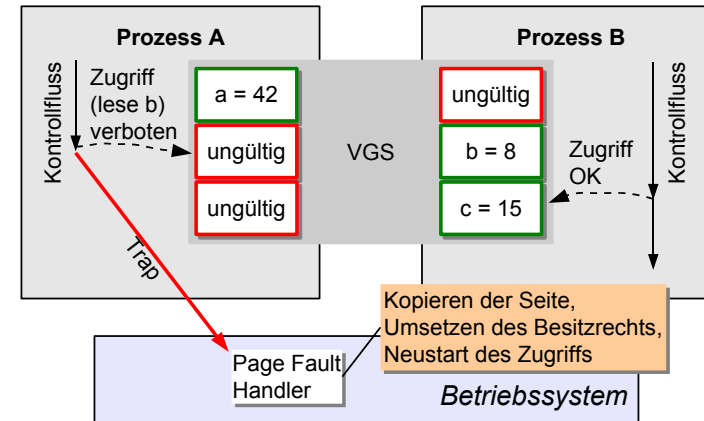 Prozess A
Prozess B
Kontrollfluss
Zugriff
(lese b)
verboten
a = 42
ungültig
ungültig
VGS
ungültig
b = 8
c = 15
Zugriff
OK
Kontrollfluss
Trap
Kopieren der Seite,
Umsetzen des Besitzrechts,
Neustart des Zugriffs
Page Fault
Handler
Betriebssystem